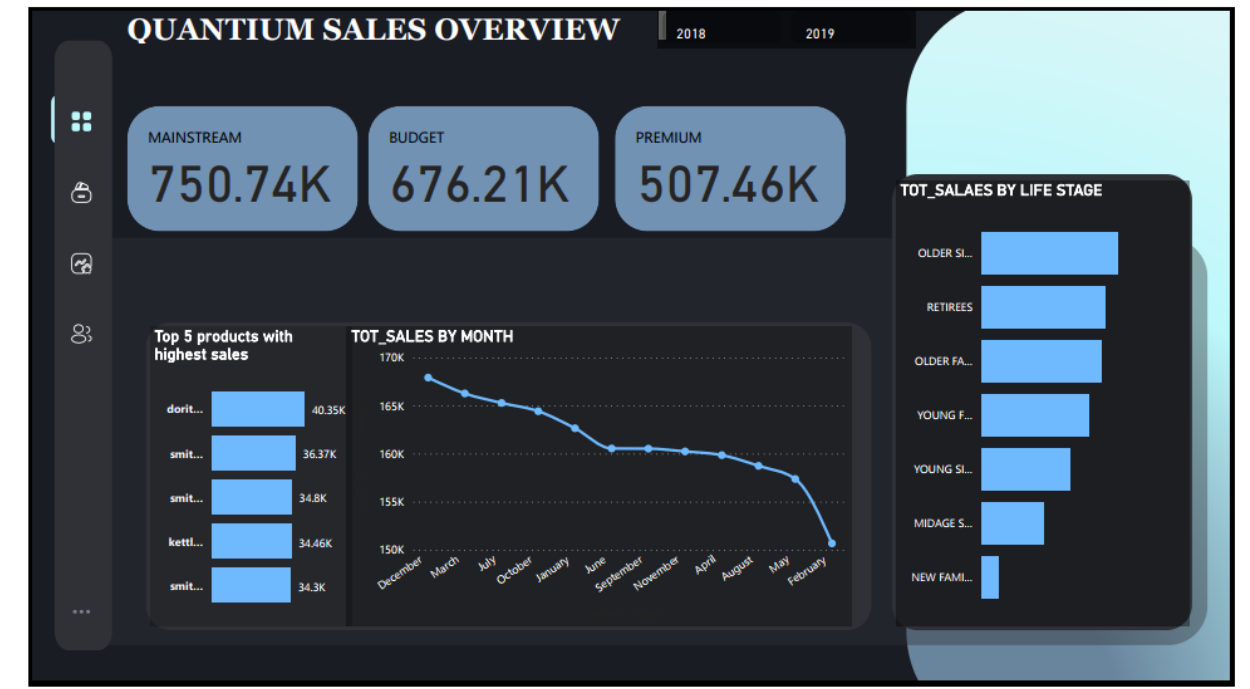 QUANTIUM SALES OVERVIEW
2018
2019
MAINSTREAM
750.74K
BUDGET
676.21K
PREMIUM
507.46K
TOT_SALAES BY LIFE STAGE
OLDER SI...
RETIREES
OLDER FA...
YOUNG F...
YOUNG SI...
MIDAGE S...
NEW FAMI...
Top 5 products with
highest sales
dorit...
40.35K
smit...
36.37K
smit...
34.8K
kettl...
34.46K
smit...
34.3K
TOT_SALES BY MONTH
170K
165K
160K
155K
150K
December
March
July
October
January
June
September
November
April
August
May
February